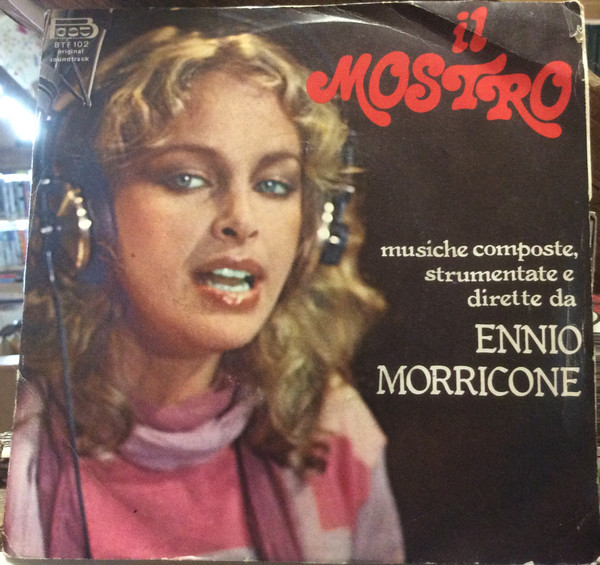 BTF 102
original
soundtrack
il
MOSTRO
musiche composte,
strumentate e
dirette da
ENNIO
MORRICONE